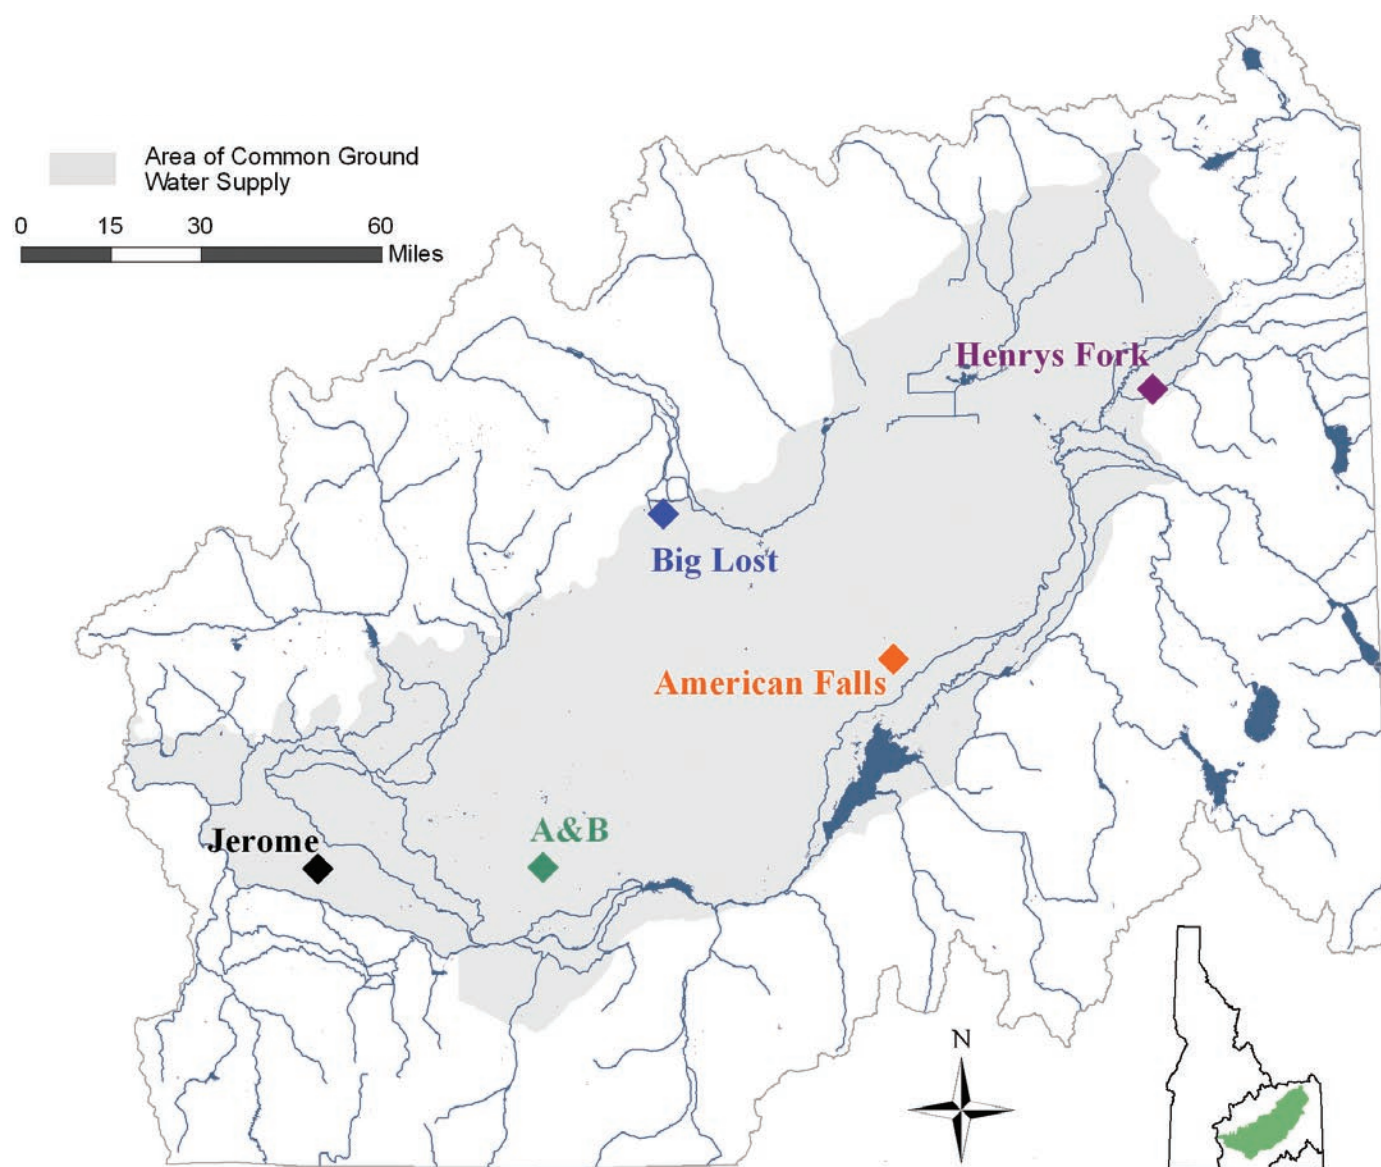 Area of Common Ground
Water Supply
0 15 30 60
Miles
Henrys Fork
Big Lost
American Falls
A&B
Jerome
N